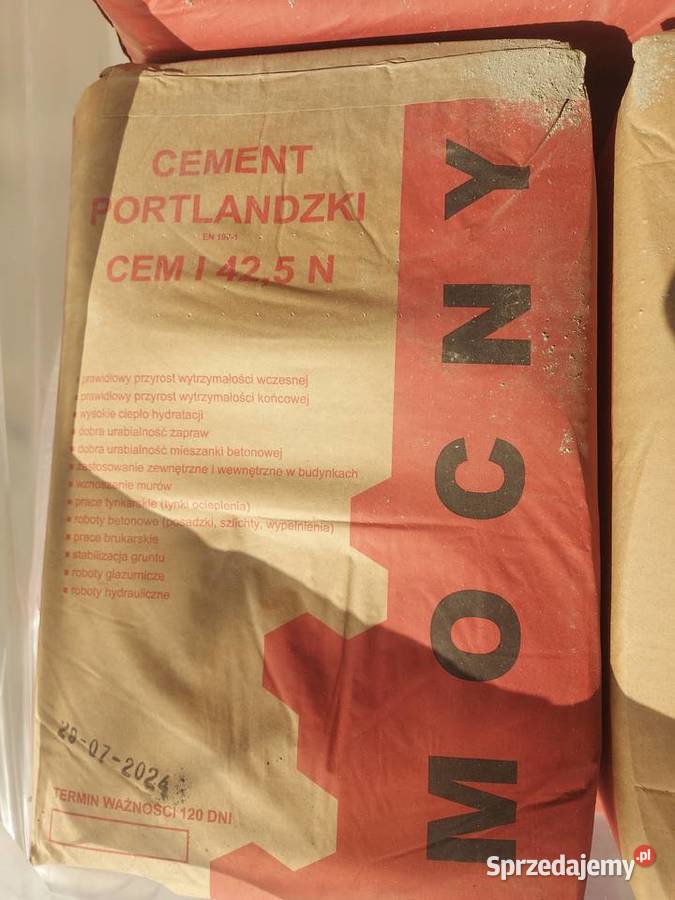 CEMENT
PORTLANDZKI
EN 197-1
CEM I 42,5 N
prawidłowy przyrost wytrzymałości wczesnej
prawidłowy przyrost wytrzymałości końcowej
wysokie ciepło hydratacji
dobra urabialność zapraw
dobra urabialność mieszanki betonowej
zastosowanie zewnętrzne i wewnętrzne w budynkach
wznoszenie murów
prace tynkarskie (tynki ocieplenia)
roboty betonowe (posadzki, szlichty, wypełnienia)
prace brukarskie
stabilizacja gruntu
roboty glazurnicze
roboty hydrauliczne
28-07-2024
TERMIN WAŻNOŚCI 120 DNI
MOCNY
Sprzedajemy.pl